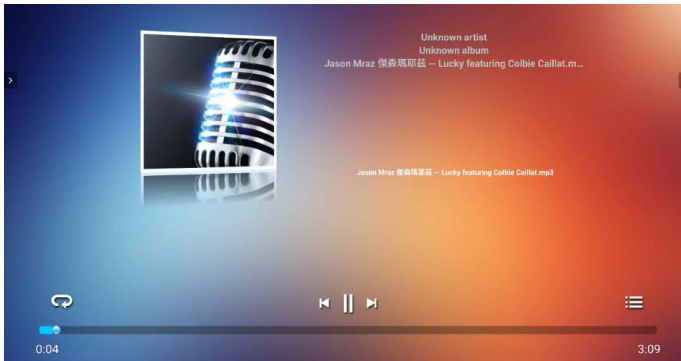 Unknown artist
Unknown album
Jason Mraz 傑森瑪耶茲 -- Lucky featuring Colbie Caillat.m...
Jason Mraz 傑森瑪耶茲 -- Lucky featuring Colbie Caillat.mp3
0:04
3:09